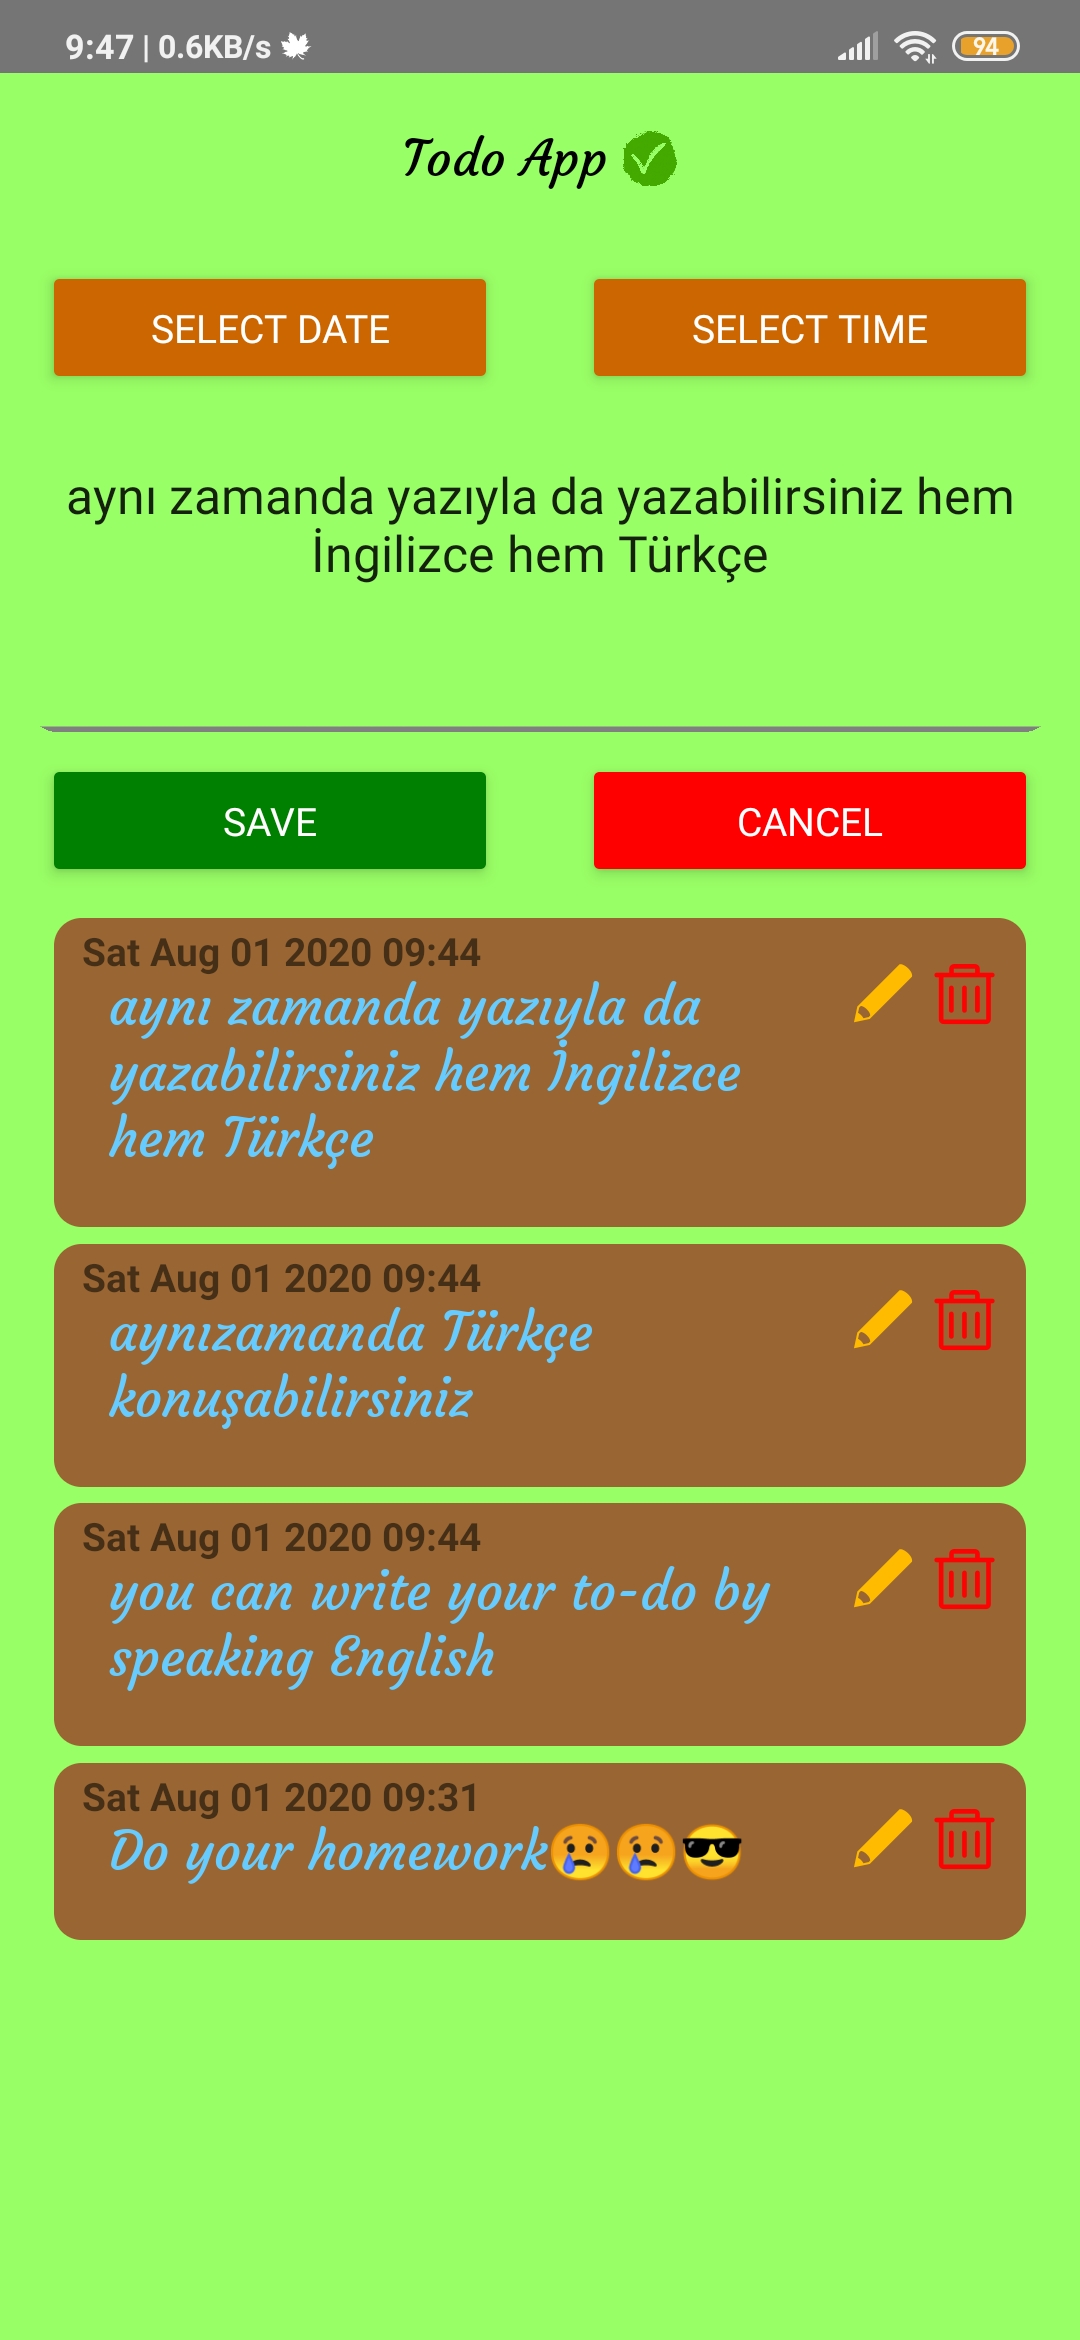 9:47 | 0.6KB/s
94
Todo App
SELECT DATE
SELECT TIME
aynı zamanda yazıyla da yazabilirsiniz hem
İngilizce hem Türkçe
SAVE
CANCEL
Sat Aug 01 2020 09:44
aynı zamanda yazıyla da
yazabilirsiniz hem İngilizce
hem Türkçe
Sat Aug 01 2020 09:44
aynızamanda Türkçe
konuşabilirsiniz
Sat Aug 01 2020 09:44
you can write your to-do by
speaking English
Sat Aug 01 2020 09:31
Do your homework😢😢😎